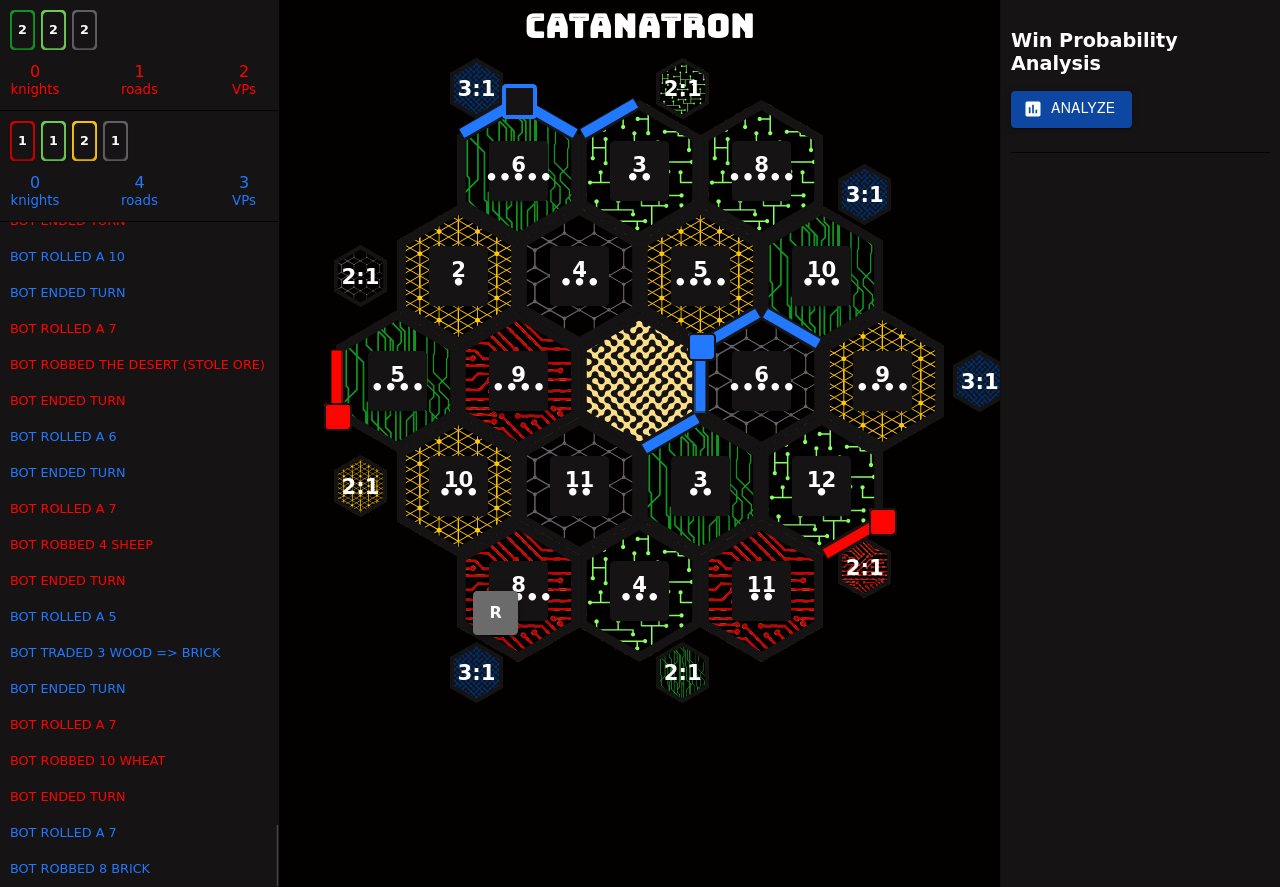 2 2 2
0 1 2
knights roads VPs
1 1 2 1
0 4 3
knights roads VPs
BOT ENDED TURN
BOT ROLLED A 10
BOT ENDED TURN
BOT ROLLED A 7
BOT ROBBED THE DESERT (STOLE ORE)
BOT ENDED TURN
BOT ROLLED A 6
BOT ENDED TURN
BOT ROLLED A 7
BOT ROBBED 4 SHEEP
BOT ENDED TURN
BOT ROLLED A 5
BOT TRADED 3 WOOD => BRICK
BOT ENDED TURN
BOT ROLLED A 7
BOT ROBBED 10 WHEAT
BOT ENDED TURN
BOT ROLLED A 7
BOT ROBBED 8 BRICK
CATANATRON
3:1 2:1
6 3 8
3:1
2:1 2 4 5 10
5 9 6 9 3:1
2:1 10 11 3 12
2:1
8 4 11
R
3:1 2:1
Win Probability
Analysis
ANALYZE